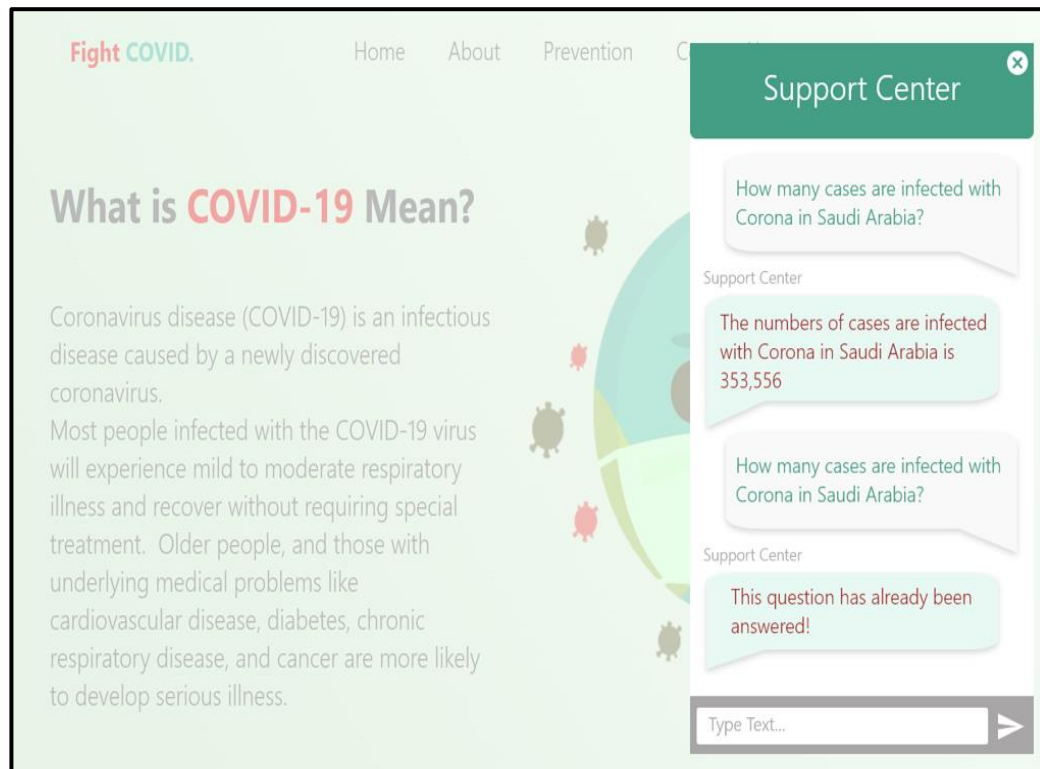 Fight COVID.
Home About Prevention
Support Center
What is COVID-19 Mean?
Coronavirus disease (COVID-19) is an infectious
disease caused by a newly discovered
coronavirus.
Most people infected with the COVID-19 virus
will experience mild to moderate respiratory
illness and recover without requiring special
treatment. Older people, and those with
underlying medical problems like
cardiovascular disease, diabetes, chronic
respiratory disease, and cancer are more likely
to develop serious illness.
How many cases are infected with
Corona in Saudi Arabia?
Support Center
The numbers of cases are infected
with Corona in Saudi Arabia is
353,556
How many cases are infected with
Corona in Saudi Arabia?
Support Center
This question has already been
answered!
Type Text...